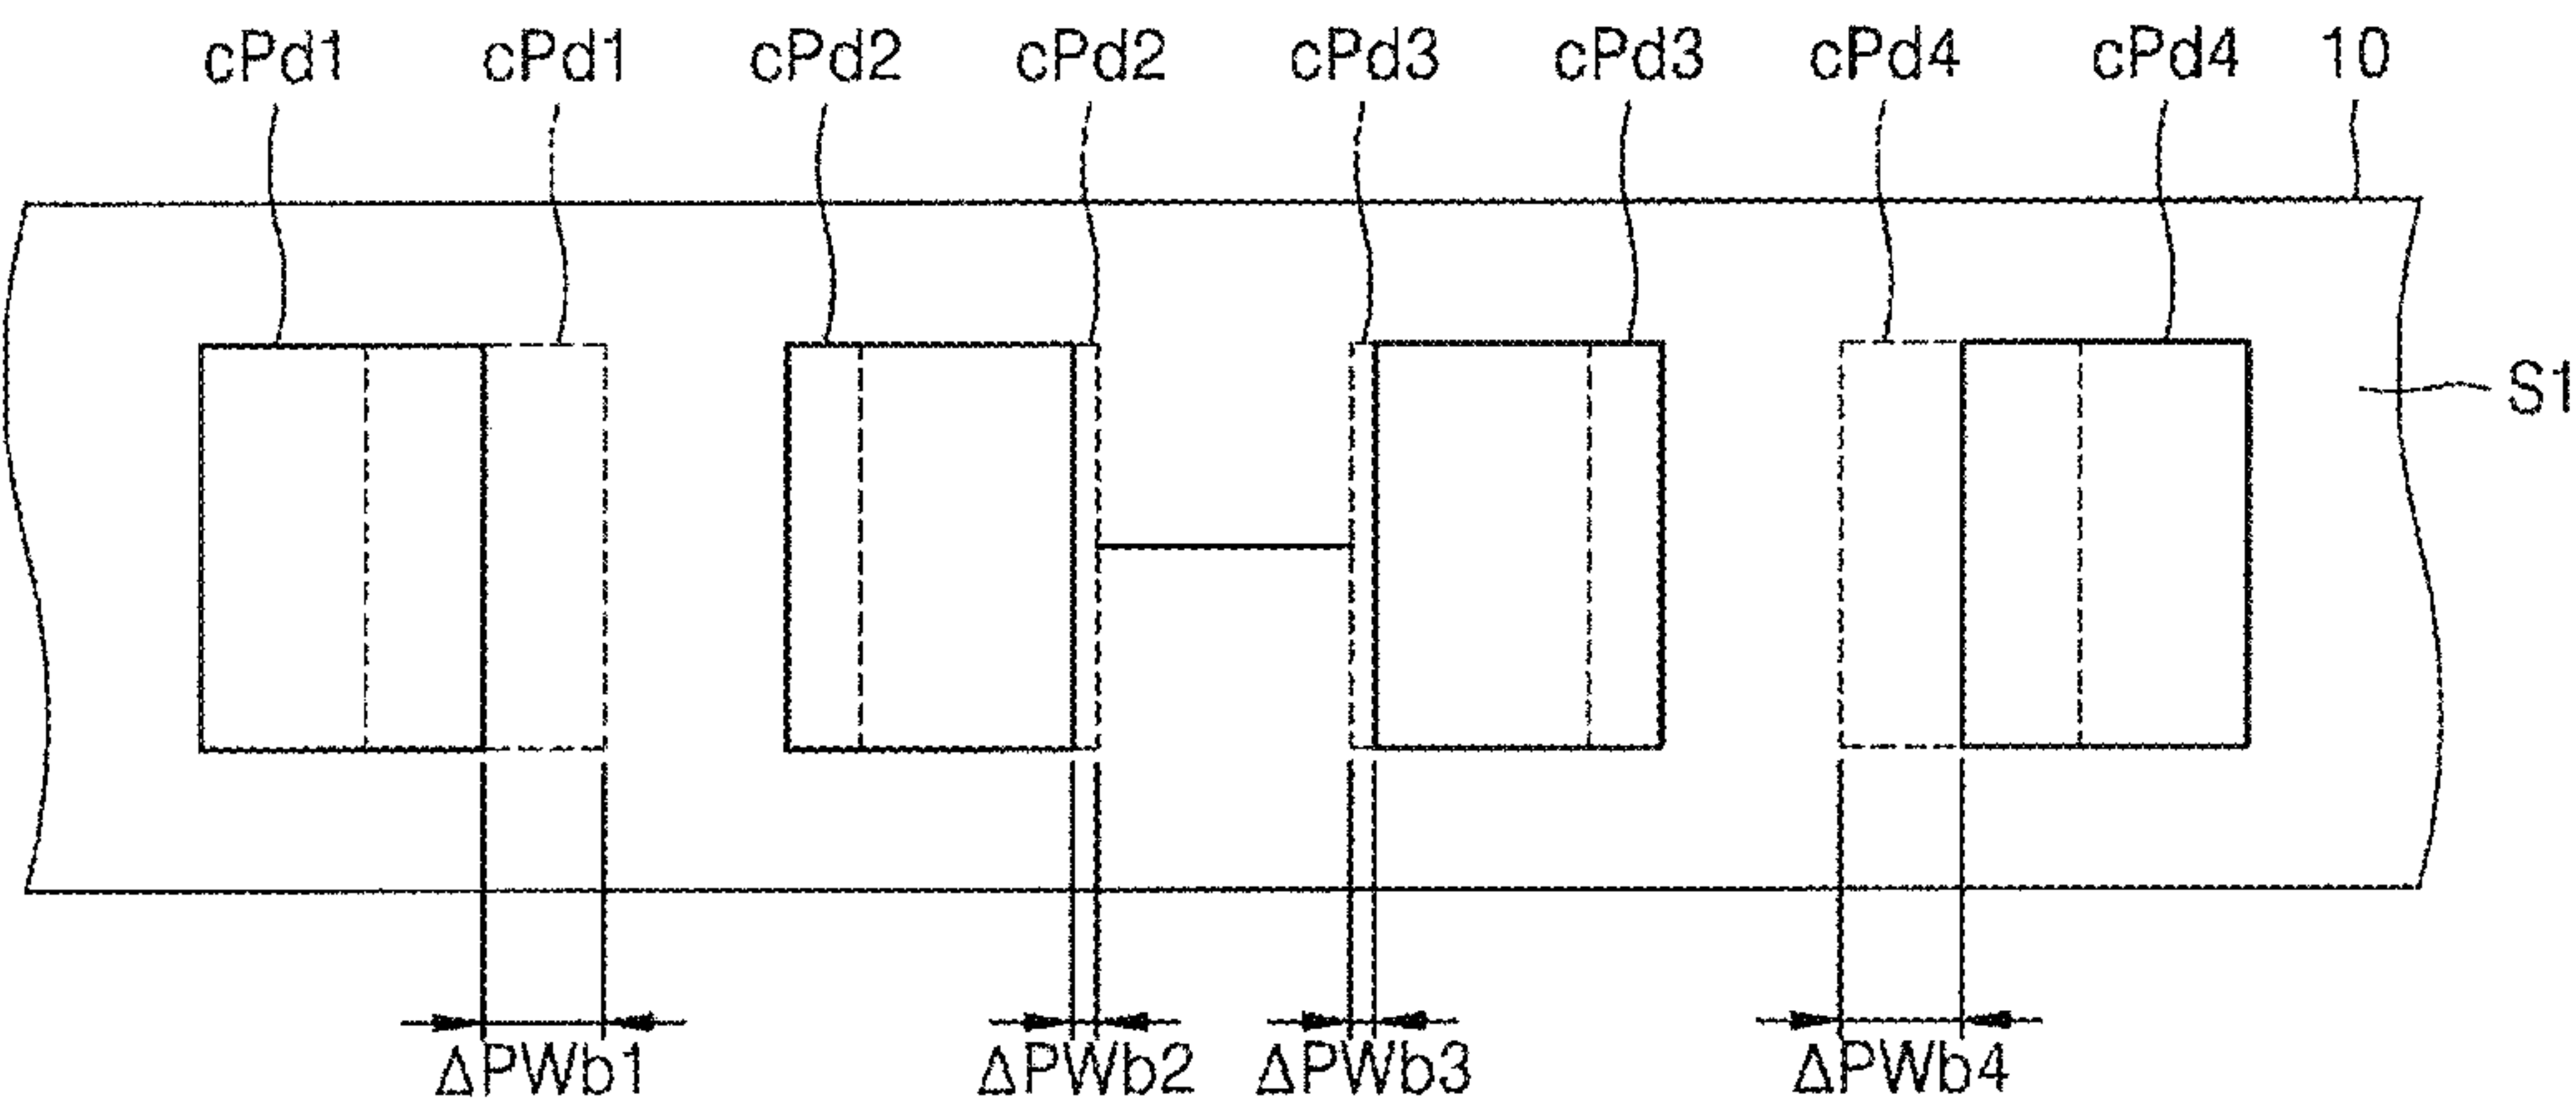 cPd1 cPd1 cPd2 cPd2 cPd3 cPd3 cPd4 cPd4 10
S1
ΔPWb1 ΔPWb2 ΔPWb3 ΔPWb4